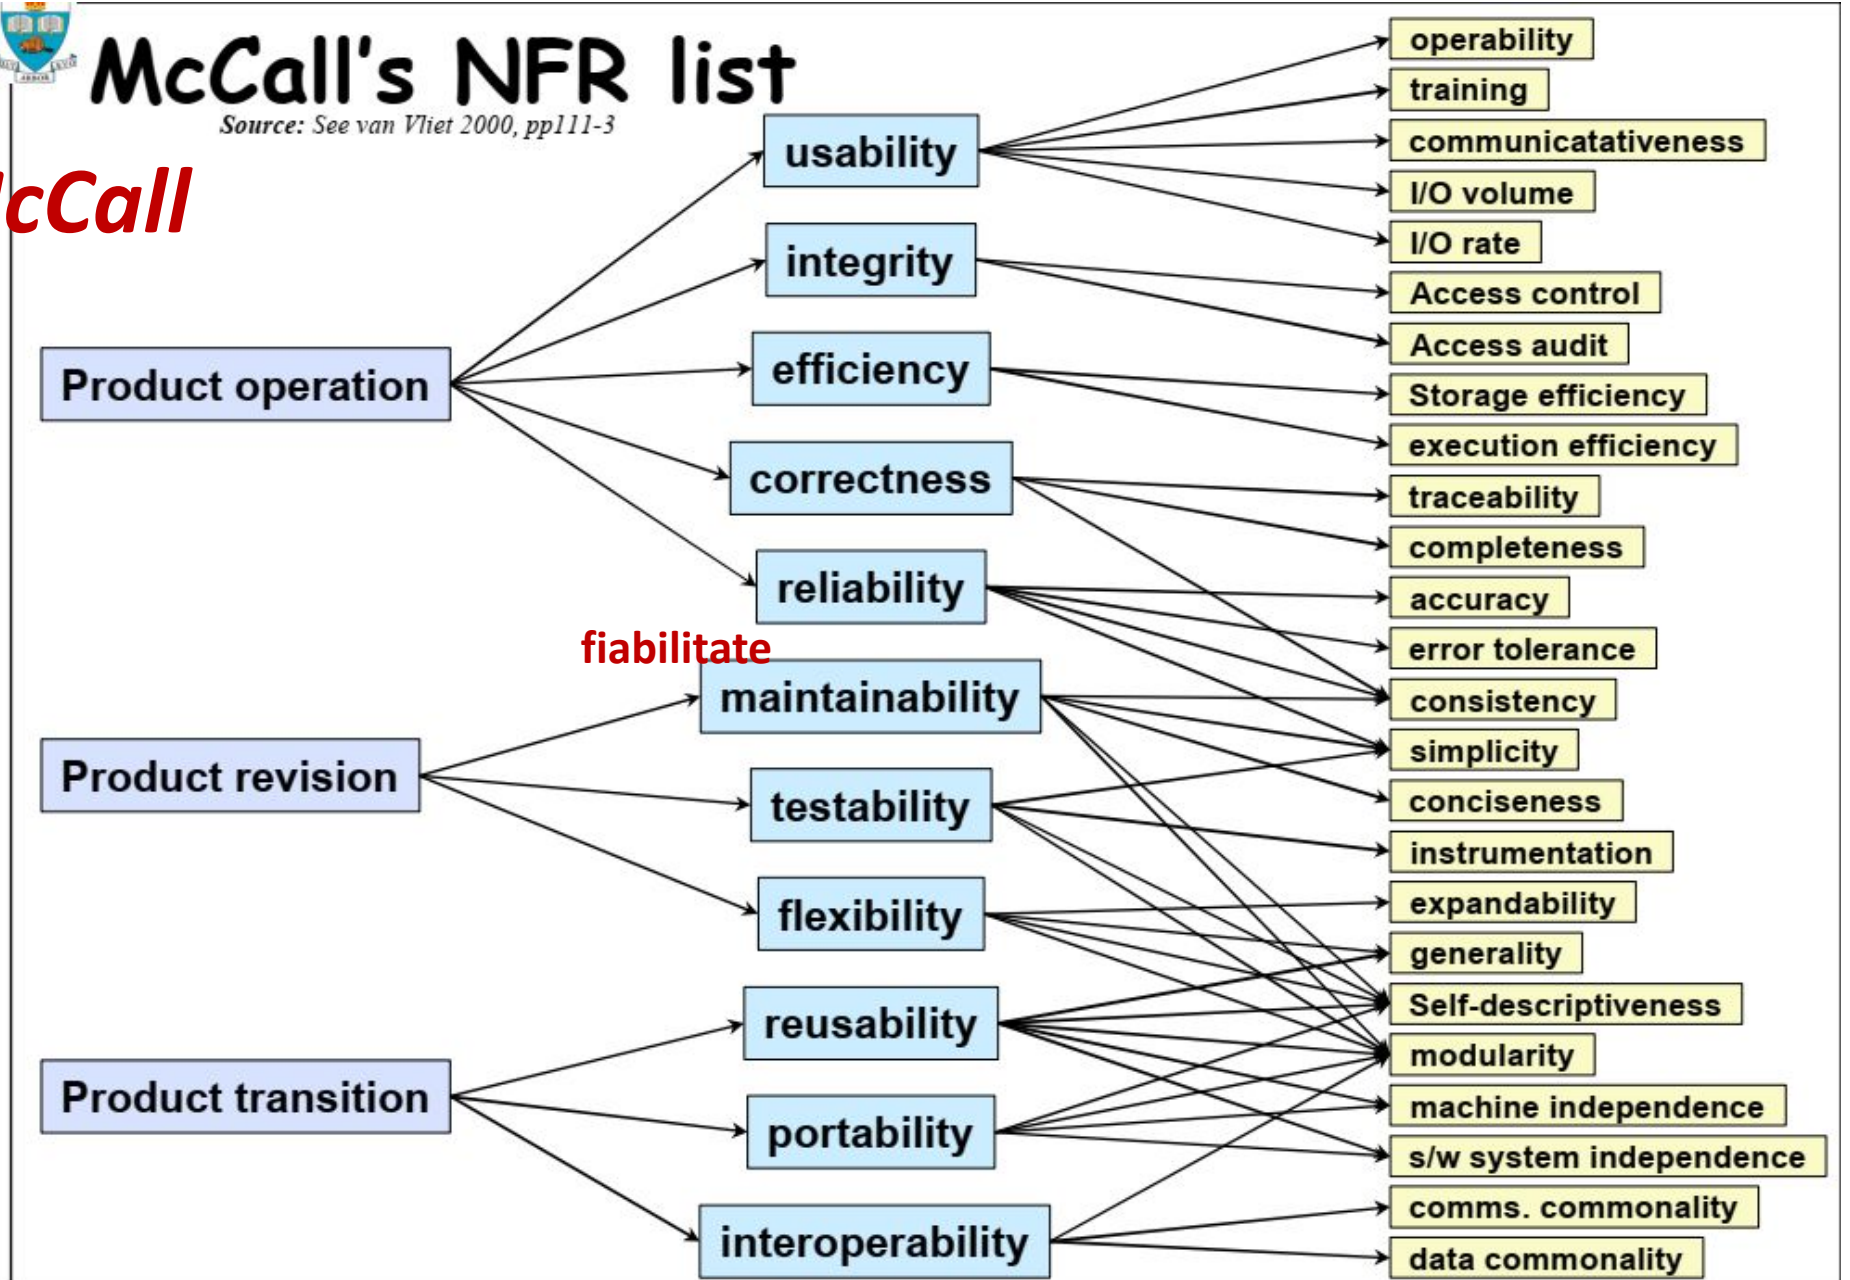 McCall's NFR list
Source: See van Vliet 2000, pp111-3
cCall
Product operation
Product revision
Product transition
usability
integrity
efficiency
correctness
reliability
fiabilitate
maintainability
testability
flexibility
reusability
portability
interoperability
operability
training
communicatativeness
I/O volume
I/O rate
Access control
Access audit
Storage efficiency
execution efficiency
traceability
completeness
accuracy
error tolerance
consistency
simplicity
conciseness
instrumentation
expandability
generality
Self-descriptiveness
modularity
machine independence
s/w system independence
comms. commonality
data commonality